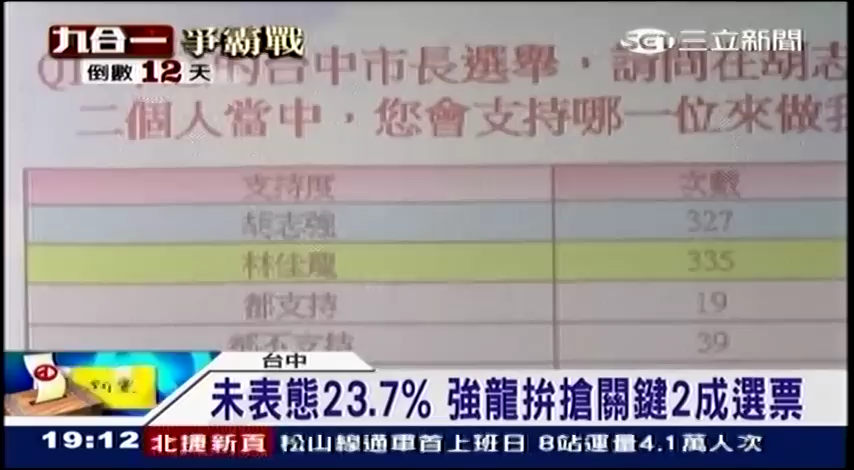 九合一 爭霸戰
倒數12天
SET 三立新聞
的台中市長選舉，請問在胡志
二個人當中，您會支持哪一位來做我
支持度 次數
胡志強 327
林佳龍 335
都支持 19
都不支持 39
台中
未表態23.7% 強龍拚搶關鍵2成選票
19:12 北捷新頁 松山線通車首上班日 8站運量4.1萬人次